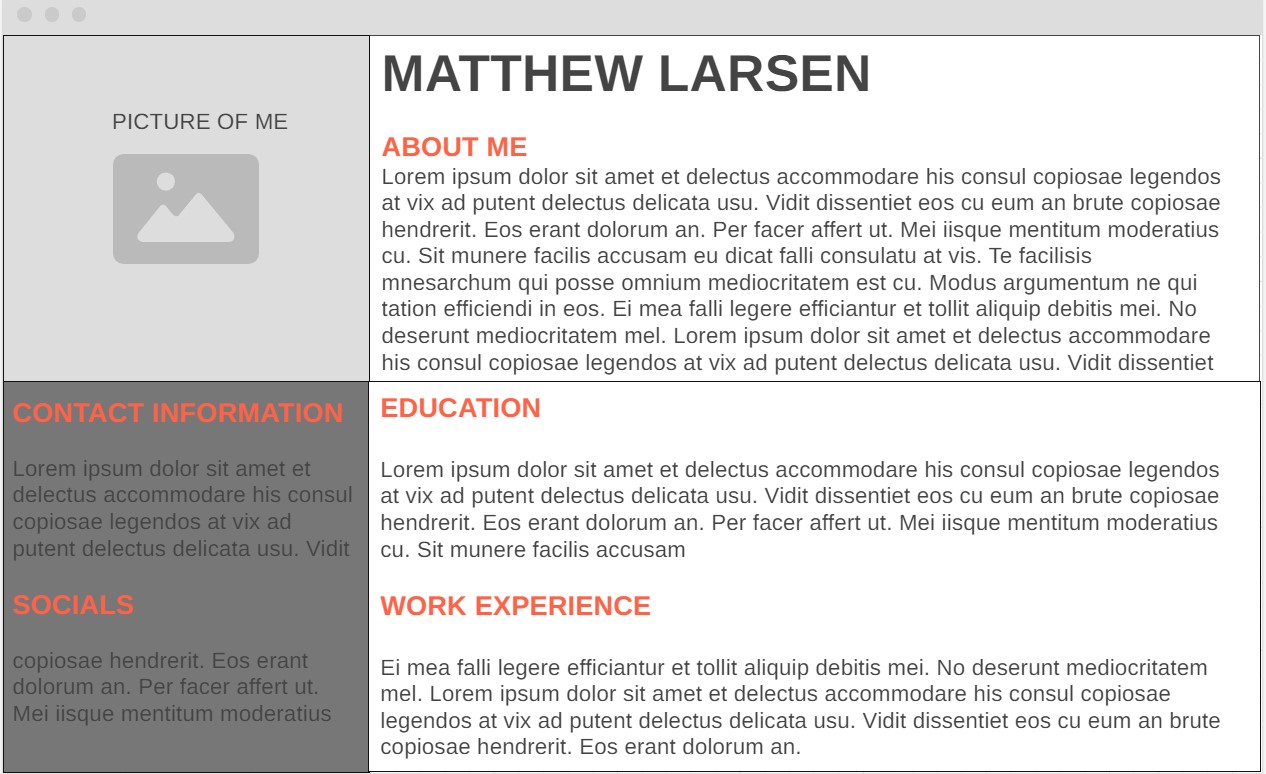 PICTURE OF ME
MATTHEW LARSEN
ABOUT ME
Lorem ipsum dolor sit amet et delectus accommodare his consul copiosae legendos
at vix ad putent delectus delicata usu. Vidit dissentiet eos cu eum an brute copiosae
hendrerit. Eos erant dolorum an. Per facer affert ut. Mei iisque mentitum moderatius
cu. Sit munere facilis accusam eu dicat falli consulatu at vis. Te facilisis
mnesarchum qui posse omnium mediocritatem est cu. Modus argumentum ne qui
tation efficiendi in eos. Ei mea falli legere efficiantur et tollit aliquip debitis mei. No
deserunt mediocritatem mel. Lorem ipsum dolor sit amet et delectus accommodare
his consul copiosae legendos at vix ad putent delectus delicata usu. Vidit dissentiet
CONTACT INFORMATION
Lorem ipsum dolor sit amet et
delectus accommodare his consul
copiosae legendos at vix ad
putent delectus delicata usu. Vidit
SOCIALS
copiosae hendrerit. Eos erant
dolorum an. Per facer affert ut.
Mei iisque mentitum moderatius
EDUCATION
Lorem ipsum dolor sit amet et delectus accommodare his consul copiosae legendos
at vix ad putent delectus delicata usu. Vidit dissentiet eos cu eum an brute copiosae
hendrerit. Eos erant dolorum an. Per facer affert ut. Mei iisque mentitum moderatius
cu. Sit munere facilis accusam
WORK EXPERIENCE
Ei mea falli legere efficiantur et tollit aliquip debitis mei. No deserunt mediocritatem
mel. Lorem ipsum dolor sit amet et delectus accommodare his consul copiosae
legendos at vix ad putent delectus delicata usu. Vidit dissentiet eos cu eum an brute
copiosae hendrerit. Eos erant dolorum an.